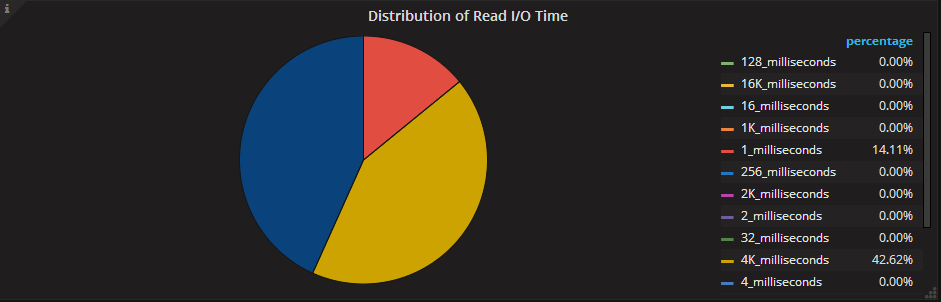 i
Distribution of Read I/O Time
percentage
128_milliseconds 0.00%
16K_milliseconds 0.00%
16_milliseconds 0.00%
1K_milliseconds 0.00%
1_milliseconds 14.11%
256_milliseconds 0.00%
2K_milliseconds 0.00%
2_milliseconds 0.00%
32_milliseconds 0.00%
4K_milliseconds 42.62%
4_milliseconds 0.00%